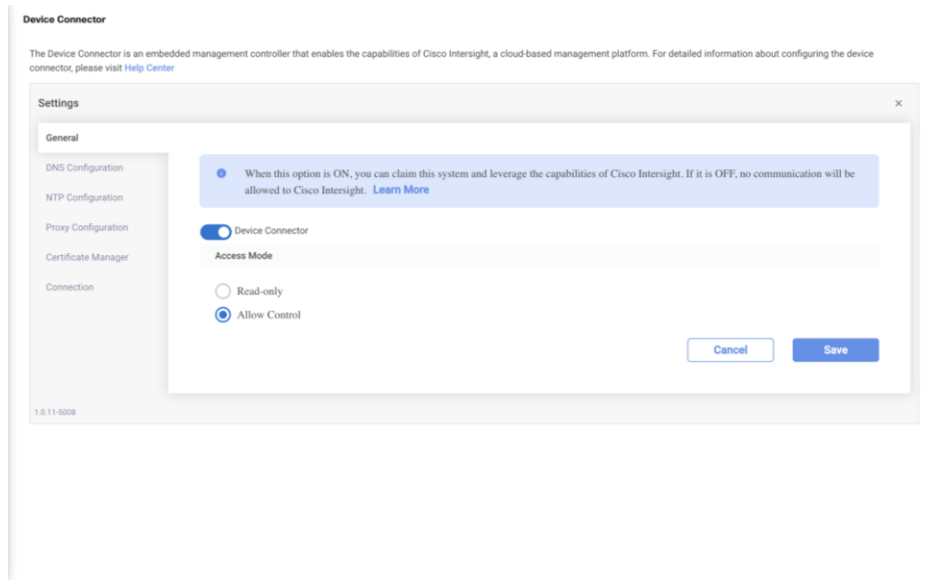 Device Connector
The Device Connector is an embedded management controller that enables the capabilities of Cisco Intersight, a cloud-based management platform. For detailed information about configuring the device
connector, please visit Help Center
Settings
×
General
DNS Configuration
NTP Configuration
Proxy Configuration
Certificate Manager
Connection
When this option is ON, you can claim this system and leverage the capabilities of Cisco Intersight. If it is OFF, no communication will be
allowed to Cisco Intersight. Learn More
Device Connector
Access Mode
Read-only
Allow Control
Cancel
Save
1.0.11-5008